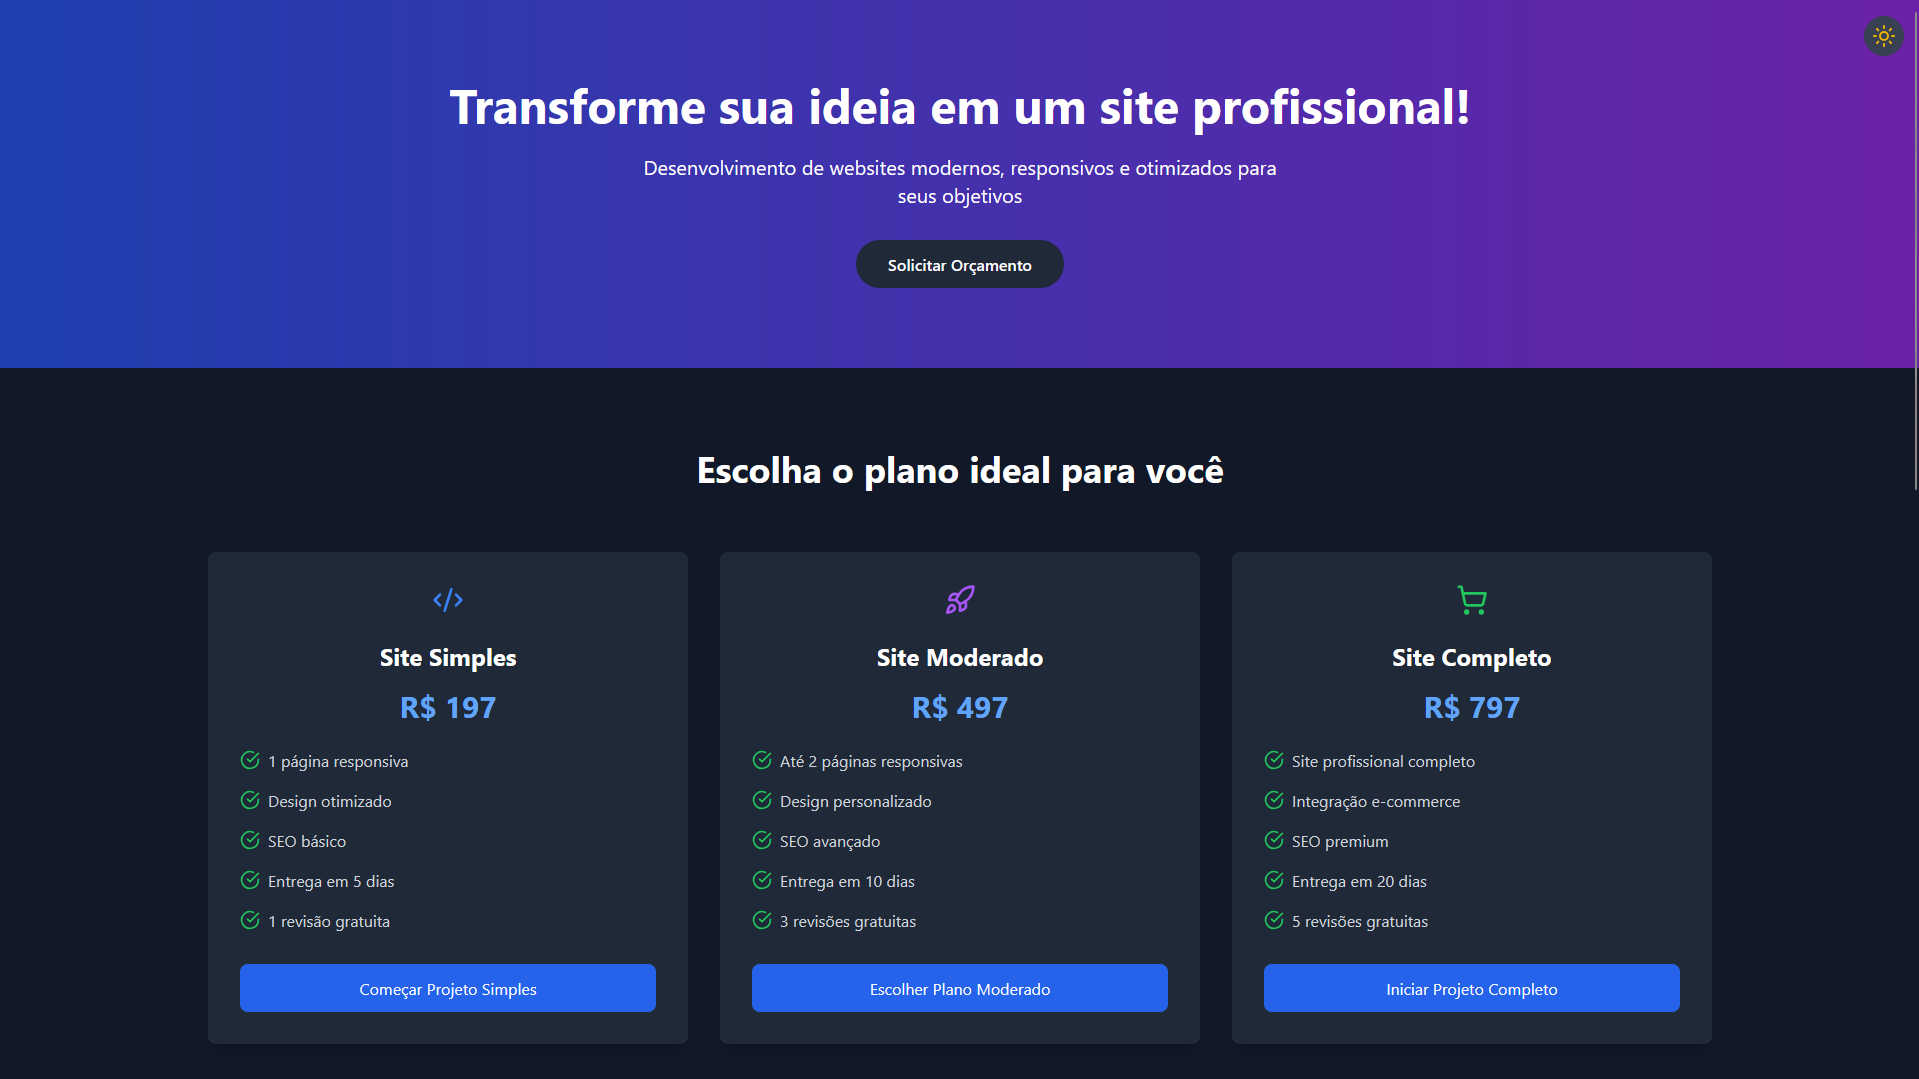 Transforme sua ideia em um site profissional!
Desenvolvimento de websites modernos, responsivos e otimizados para
seus objetivos
Solicitar Orçamento
Escolha o plano ideal para você
Site Simples
R$ 197
1 página responsiva
Design otimizado
SEO básico
Entrega em 5 dias
1 revisão gratuita
Começar Projeto Simples
Site Moderado
R$ 497
Até 2 páginas responsivas
Design personalizado
SEO avançado
Entrega em 10 dias
3 revisões gratuitas
Escolher Plano Moderado
Site Completo
R$ 797
Site profissional completo
Integração e-commerce
SEO premium
Entrega em 20 dias
5 revisões gratuitas
Iniciar Projeto Completo